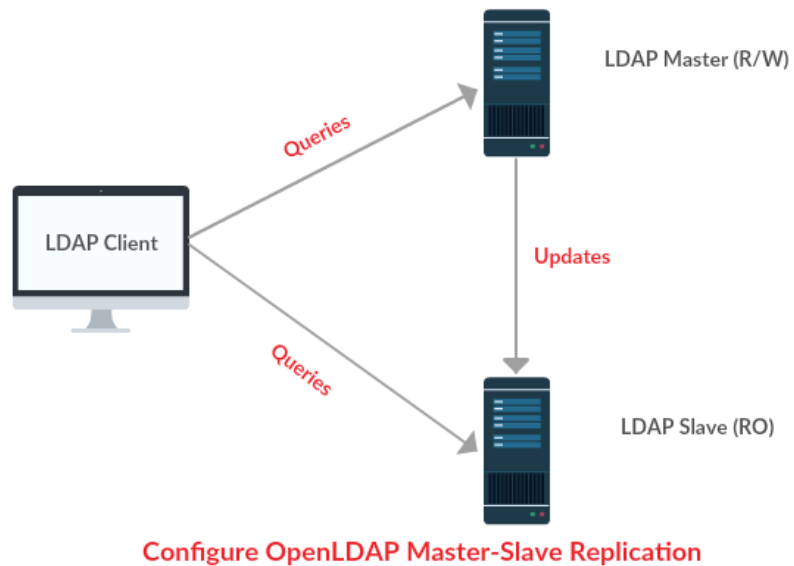 LDAP Master (R/W)
Queries
LDAP Client
Updates
Queries
LDAP Slave (RO)
Configure OpenLDAP Master-Slave Replication